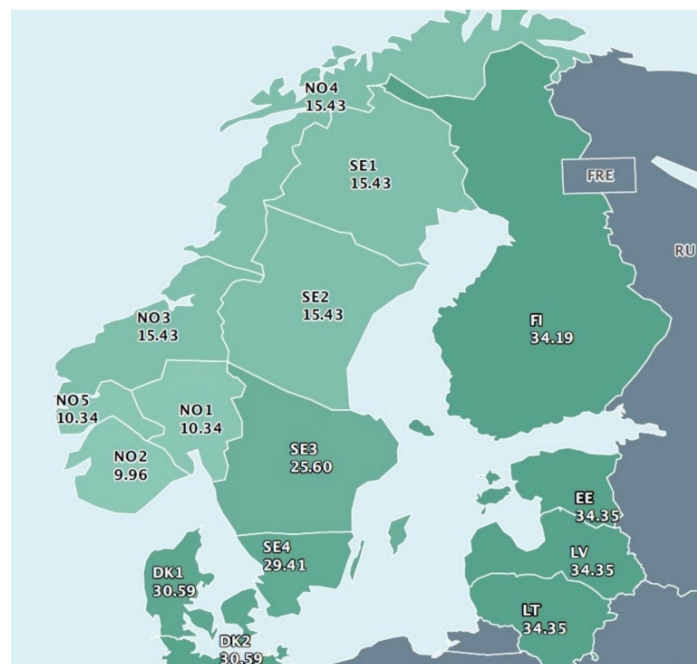 NO4
15.43
SE1
15.43
FRE
RU
SE2
15.43
NO3
15.43
FI
34.19
NO5
10.34
NO1
10.34
NO2
9.96
SE3
25.60
EE
34.35
SE4
29.41
LV
34.35
DK1
30.59
LT
34.35
DK2
30.59